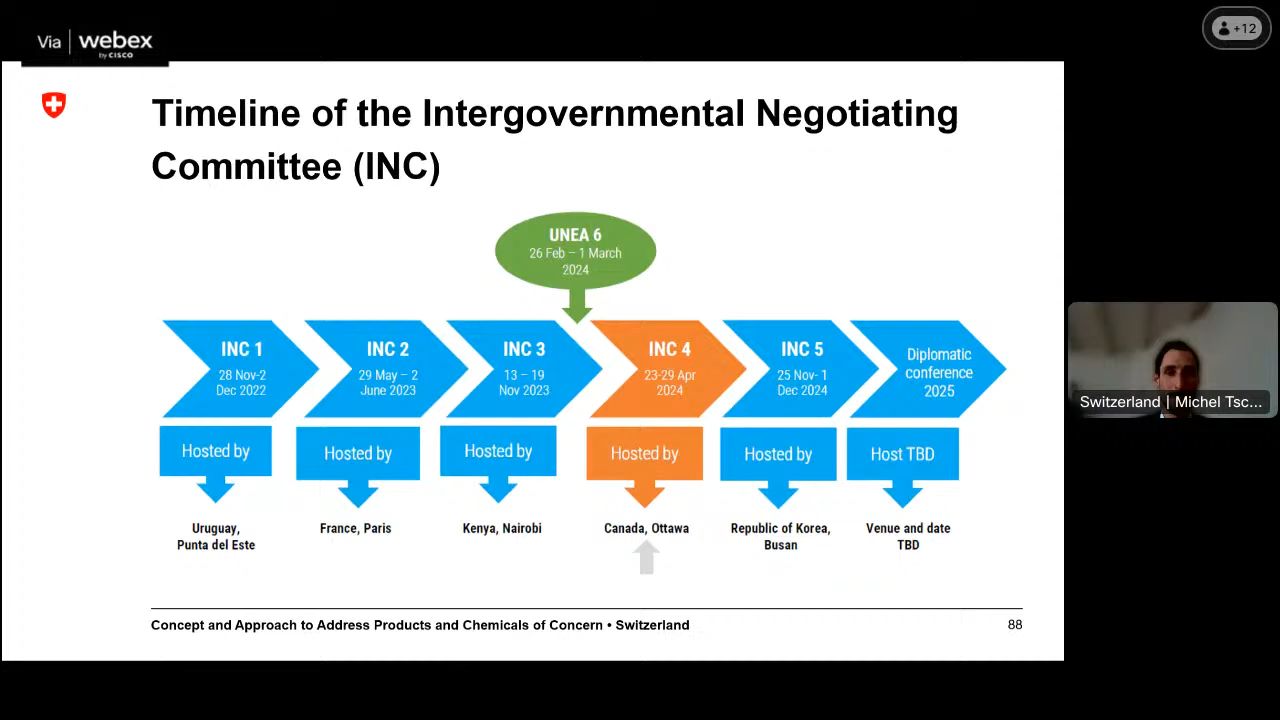 Via webex
by CISCO
+12
Timeline of the Intergovernmental Negotiating
Committee (INC)
UNEA 6
26 Feb – 1 March
2024
INC 1
28 Nov-2
Dec 2022
INC 2
29 May – 2
June 2023
INC 3
13 – 19
Nov 2023
INC 4
23-29 Apr
2024
INC 5
25 Nov- 1
Dec 2024
Diplomatic
conference
2025
Hosted by
Hosted by
Hosted by
Hosted by
Hosted by
Host TBD
Uruguay,
Punta del Este
France, Paris
Kenya, Nairobi
Canada, Ottawa
Republic of Korea,
Busan
Venue and date
TBD
Switzerland | Michel Tsc...
Concept and Approach to Address Products and Chemicals of Concern • Switzerland
88